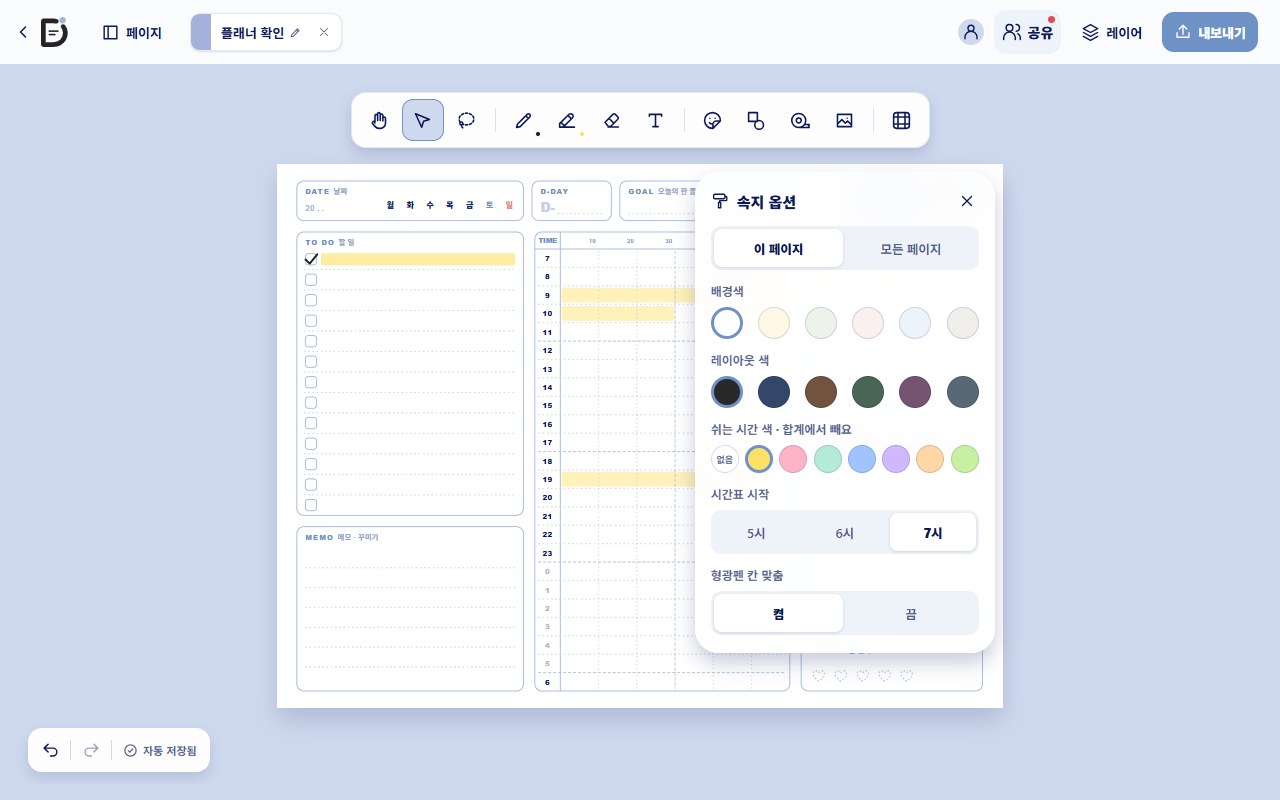 페이지
플래너 확인
공유
레이어
내보내기
DATE 날짜
20 . .
월 화 수 목 금 토 일
D-DAY
D-
GOAL
TO DO 할 일
TIME 10 20 30
7
8
9
10
11
12
13
14
15
16
17
18
19
20
21
22
23
0
1
2
3
4
5
6
MEMO 메모 · 꾸미기
속지 옵션
이 페이지
모든 페이지
배경색
레이아웃 색
쉬는 시간 색 · 합계에서 빼요
없음
시간표 시작
5시
6시
7시
형광펜 칸 맞춤
켬
끔
자동 저장됨